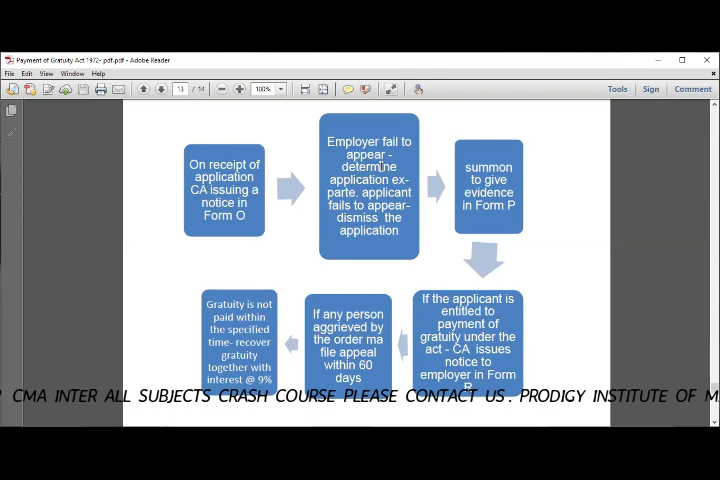 Payment of Gratuity Act 1972- pdf.pdf - Adobe Reader
File Edit View Window Help
13 / 14
100%
Tools
Sign
Comment
On receipt of
application
CA issuing a
notice in
Form O
Employer fail to
appear -
determine
application ex-
parte. applicant
fails to appear-
dismiss the
application
summon
to give
evidence
in Form P
If the applicant is
entitled to
payment of
gratuity under the
act - CA issues
notice to
employer in Form
R
If any person
aggrieved by
the order ma
file appeal
within 60
days
Gratuity is not
paid within
the specified
time- recover
gratuity
together with
interest @ 9%
CMA INTER ALL SUBJECTS CRASH COURSE PLEASE CONTACT US . PRODIGY INSTITUTE OF M